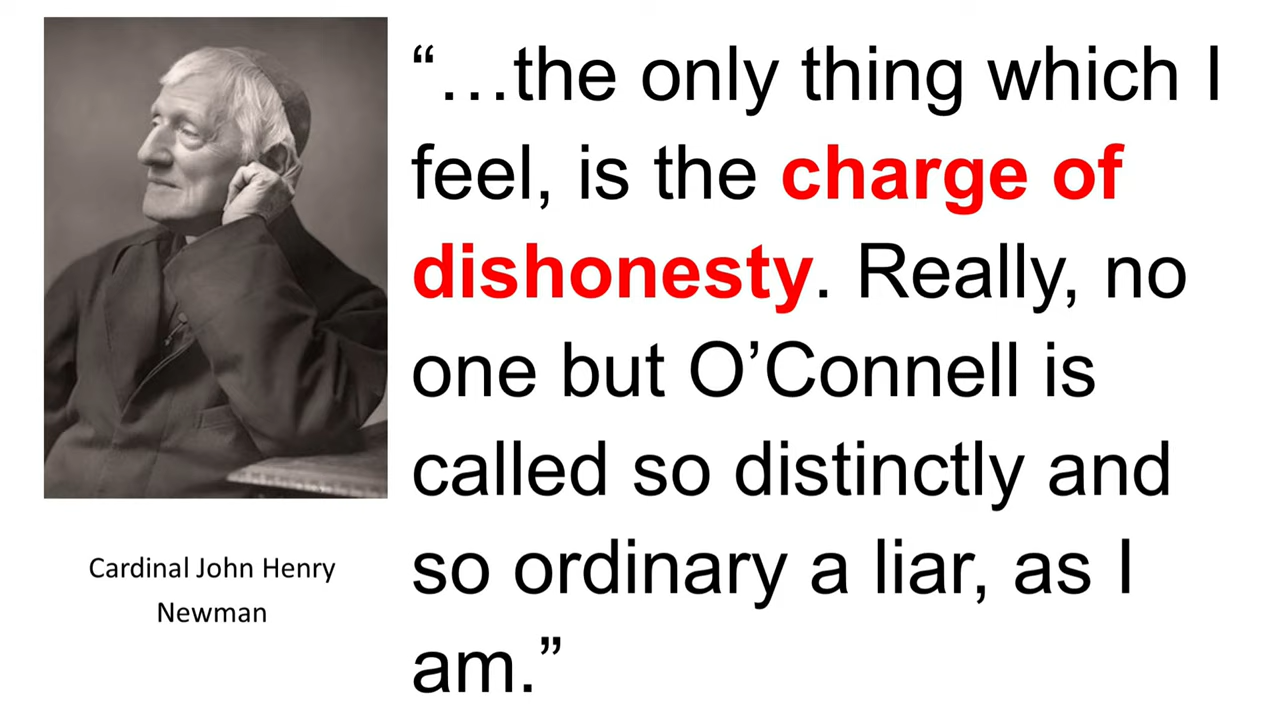 “…the only thing which I
feel, is the charge of
dishonesty. Really, no
one but O’Connell is
called so distinctly and
so ordinary a liar, as I
am.”
Cardinal John Henry
Newman